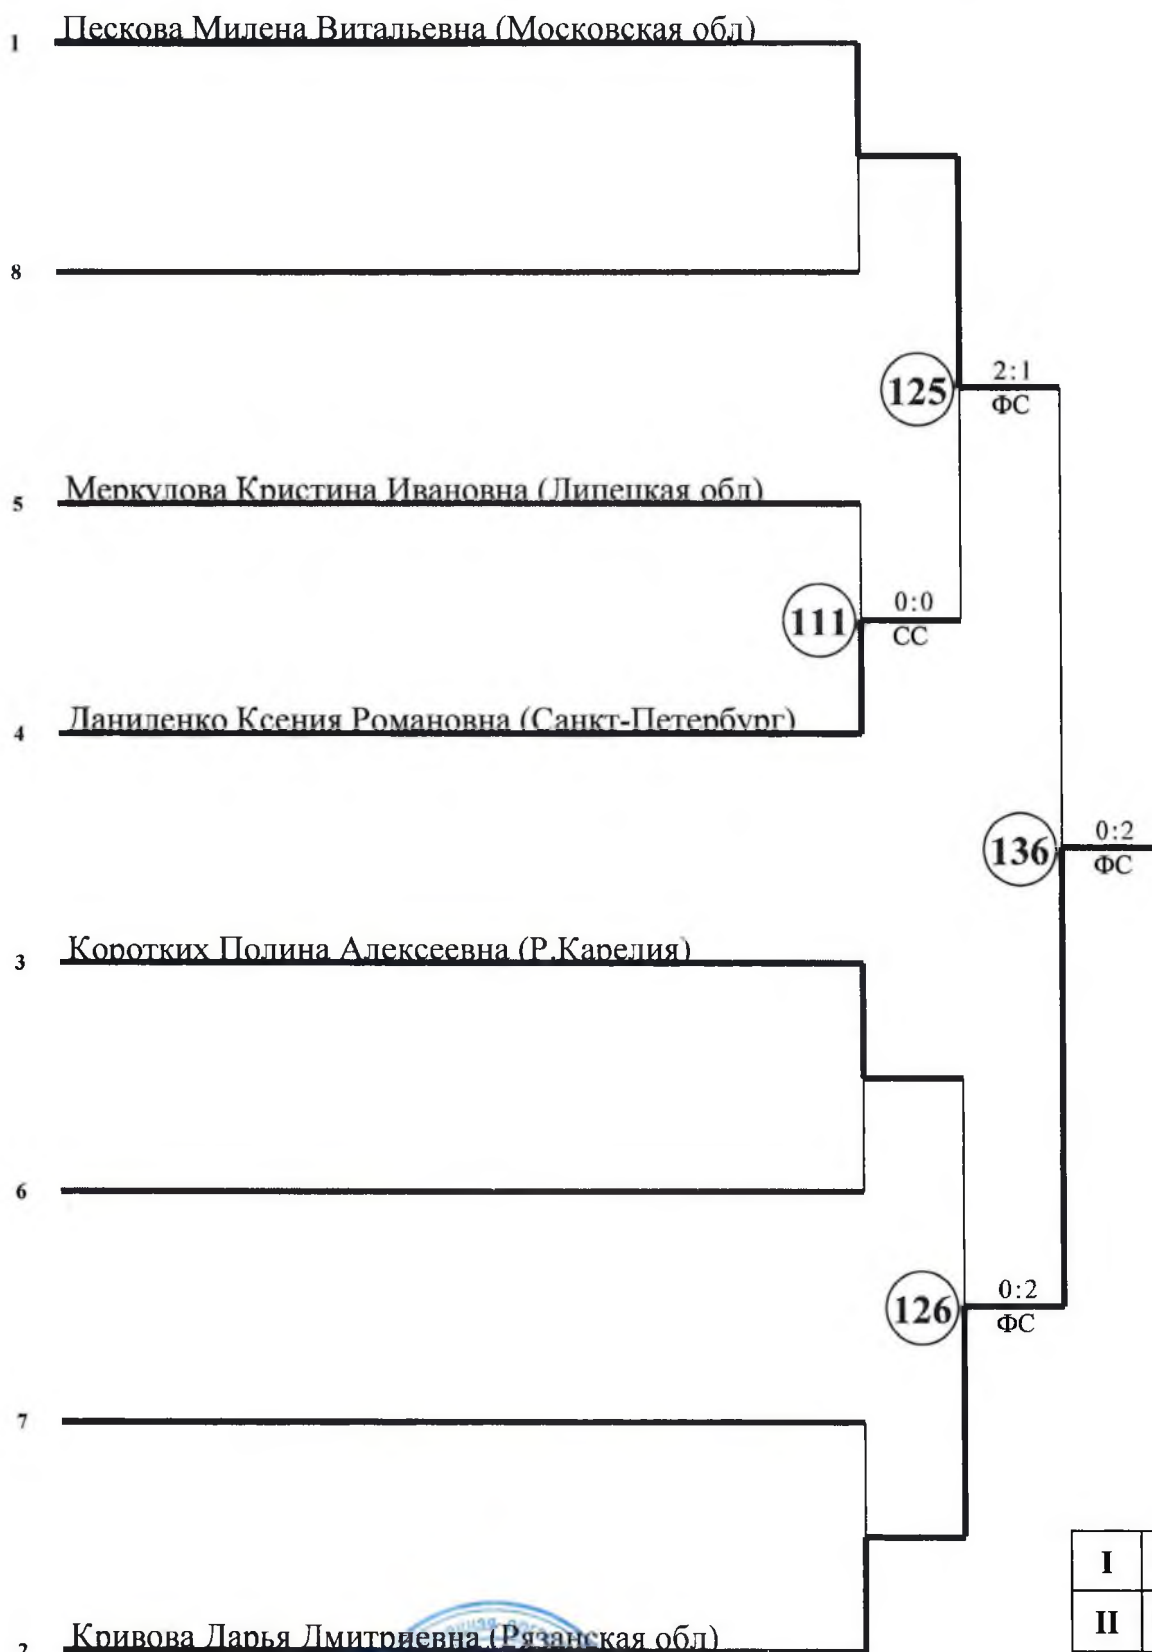 1 Пескова Милена Витальевна (Московская обл)
8
125 2:1
ФС
5 Меркулова Кристина Ивановна (Липецкая обл)
111 0:0
СС
4 Даниленко Ксения Романовна (Санкт-Петербург)
136 0:2
ФС
3 Коротких Полина Алексеевна (Р.Карелия)
6
126 0:2
ФС
7
I
II
2 Кривова Дарья Дмитриевна (Рязанская обл)